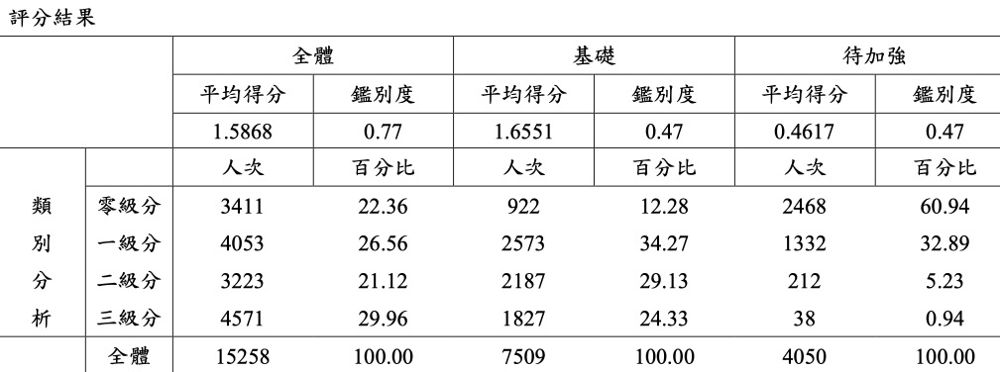 評分結果
全體 基礎 待加強
平均得分 鑑別度 平均得分 鑑別度 平均得分 鑑別度
1.5868 0.77 1.6551 0.47 0.4617 0.47
人次 百分比 人次 百分比 人次 百分比
類 零級分 3411 22.36 922 12.28 2468 60.94
別 一級分 4053 26.56 2573 34.27 1332 32.89
分 二級分 3223 21.12 2187 29.13 212 5.23
析 三級分 4571 29.96 1827 24.33 38 0.94
全體 15258 100.00 7509 100.00 4050 100.00